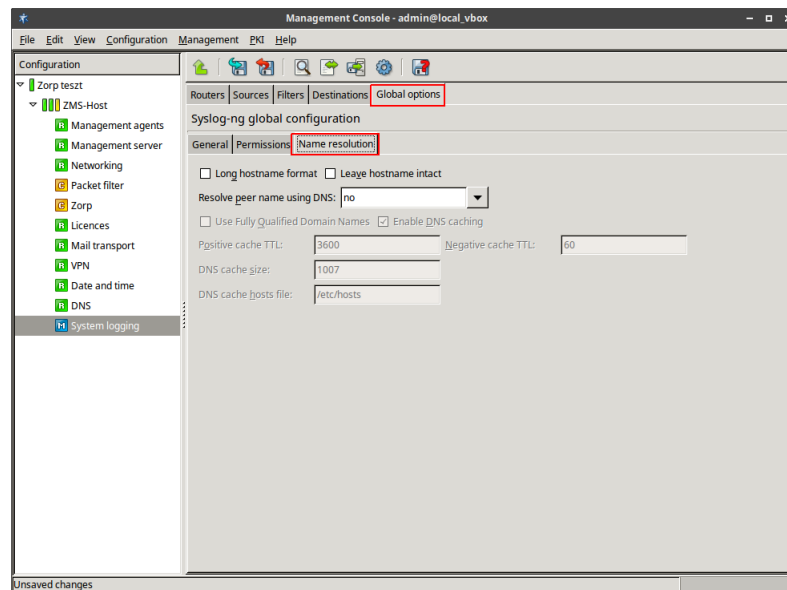 Management Console - admin@local_vbox
File Edit View Configuration Management PKI Help
Configuration
Zorp teszt
ZMS-Host
R Management agents
R Management server
R Networking
C Packet filter
C Zorp
R Licences
R Mail transport
R VPN
R Date and time
R DNS
M System logging
Routers Sources Filters Destinations Global options
Syslog-ng global configuration
General Permissions Name resolution
Long hostname format Leave hostname intact
Resolve peer name using DNS: no
Use Fully Qualified Domain Names Enable DNS caching
Positive cache TTL: 3600 Negative cache TTL: 60
DNS cache size: 1007
DNS cache hosts file: /etc/hosts
Unsaved changes